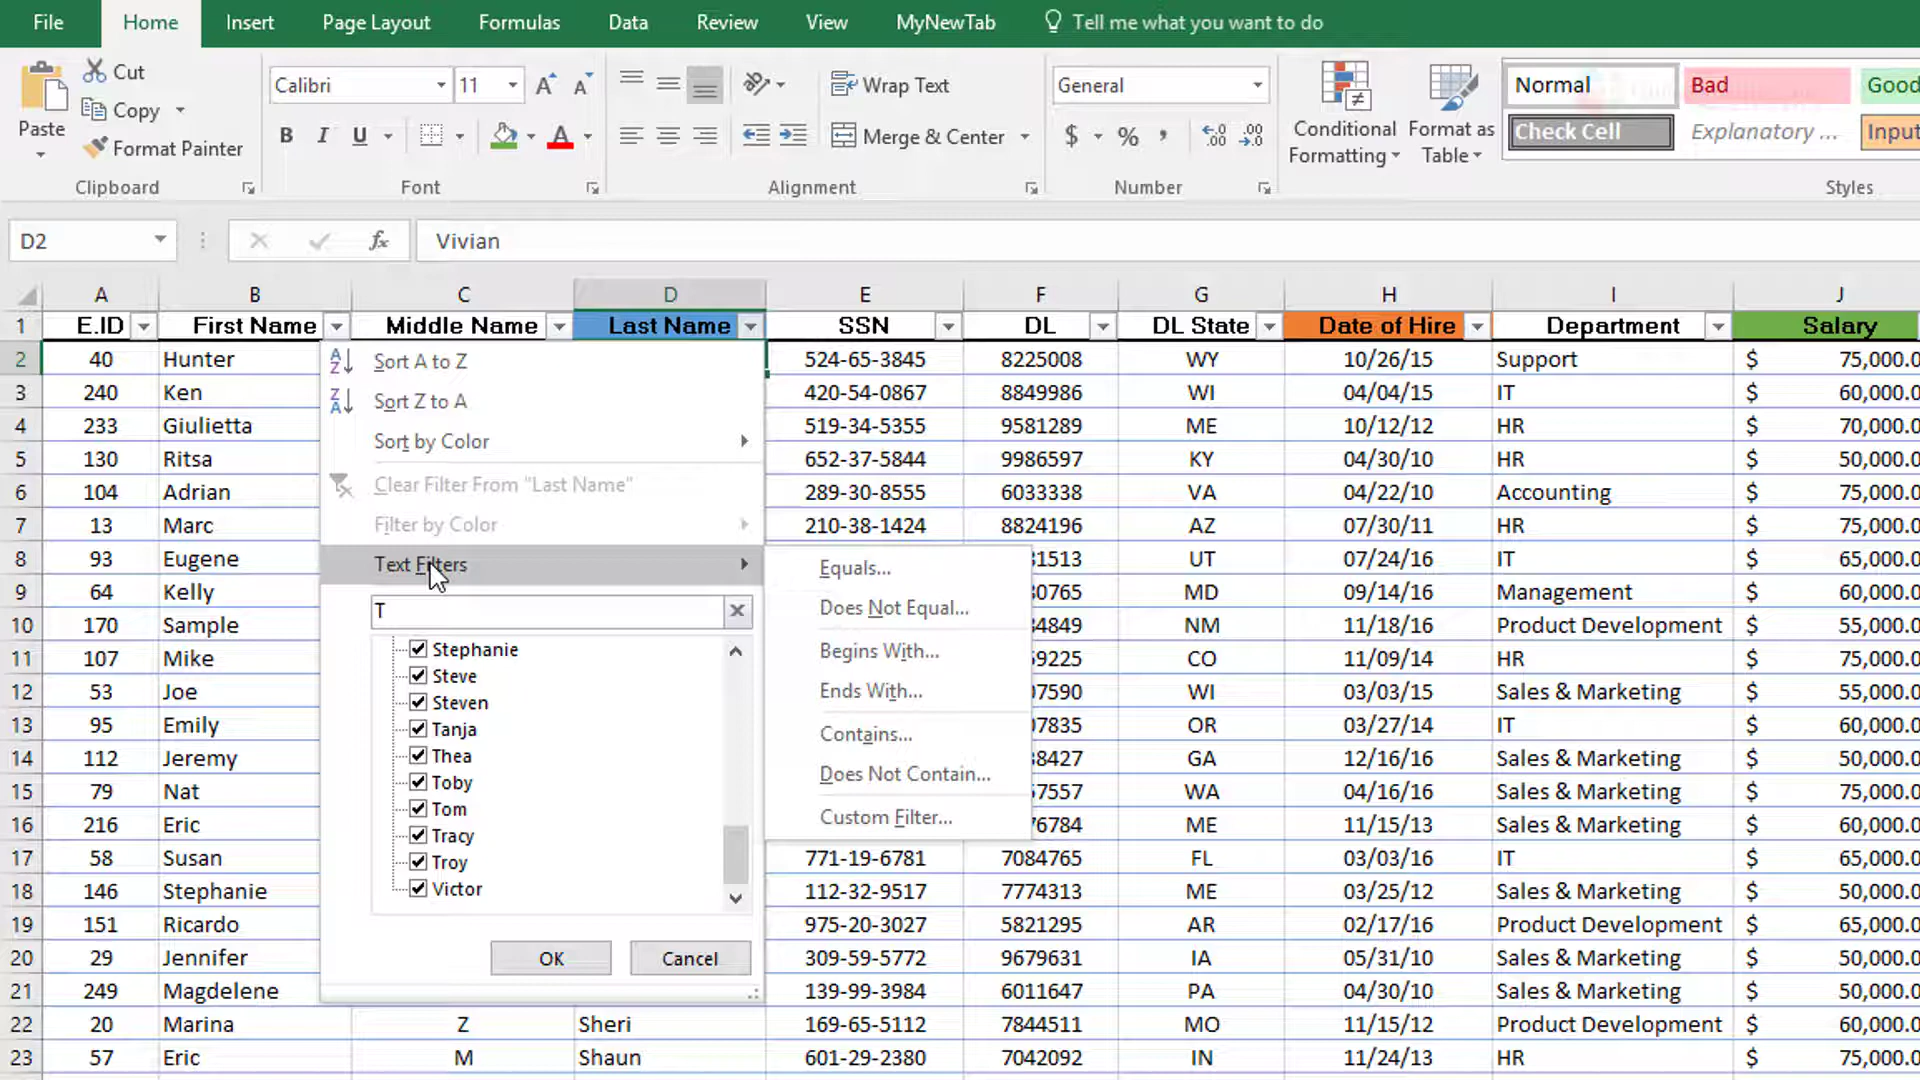 File Home Insert Page Layout Formulas Data Review View MyNewTab Tell me what you want to do
Paste Cut Copy Format Painter
Calibri 11 A A
B I U A
Wrap Text
Merge & Center
General
$ % , .00 .00
Conditional Formatting
Format as Table
Normal Bad Good
Check Cell Explanatory ... Input
Clipboard Font Alignment Number Styles
D2 fx Vivian
A B C D E F G H I J
1 E.ID First Name Middle Name Last Name SSN DL DL State Date of Hire Department Salary
2 40 Hunter 524-65-3845 8225008 WY 10/26/15 Support $ 75,000.0
3 240 Ken 420-54-0867 8849986 WI 04/04/15 IT $ 60,000.0
4 233 Giulietta 519-34-5355 9581289 ME 10/12/12 HR $ 70,000.0
5 130 Ritsa 652-37-5844 9986597 KY 04/30/10 HR $ 50,000.0
6 104 Adrian 289-30-8555 6033338 VA 04/22/10 Accounting $ 75,000.0
7 13 Marc 210-38-1424 8824196 AZ 07/30/11 HR $ 75,000.0
8 93 Eugene 31513 UT 07/24/16 IT $ 65,000.0
9 64 Kelly 30765 MD 09/14/16 Management $ 75,000.0
10 170 Sample 34849 NM 11/18/16 Product Development $ 55,000.0
11 107 Mike 59225 CO 11/09/14 HR $ 75,000.0
12 53 Joe 07590 WI 03/03/15 Sales & Marketing $ 55,000.0
13 95 Emily 07835 OR 03/27/14 IT $ 60,000.0
14 112 Jeremy 38427 GA 12/16/16 Sales & Marketing $ 50,000.0
15 79 Nat 57557 WA 04/16/16 Sales & Marketing $ 75,000.0
16 216 Eric 76784 ME 11/15/13 Sales & Marketing $ 60,000.0
17 58 Susan 771-19-6781 7084765 FL 03/03/16 IT $ 65,000.0
18 146 Stephanie 112-32-9517 7774313 ME 03/25/12 Sales & Marketing $ 50,000.0
19 151 Ricardo 975-20-3027 5821295 AR 02/17/16 Product Development $ 65,000.0
20 29 Jennifer 309-59-5772 9679631 IA 05/31/10 Sales & Marketing $ 50,000.0
21 249 Magdelene 139-99-3984 6011647 PA 04/30/10 Sales & Marketing $ 50,000.0
22 20 Marina Z Sheri 169-65-5112 7844511 MO 11/15/12 Product Development $ 60,000.0
23 57 Eric M Shaun 601-29-2380 7042092 IN 11/24/13 HR $ 75,000.0
Sort A to Z
Sort Z to A
Sort by Color
Clear Filter From "Last Name"
Filter by Color
Text Filters
T
Stephanie
Steve
Steven
Tanja
Thea
Toby
Tom
Tracy
Troy
Victor
OK Cancel
Equals...
Does Not Equal...
Begins With...
Ends With...
Contains...
Does Not Contain...
Custom Filter...